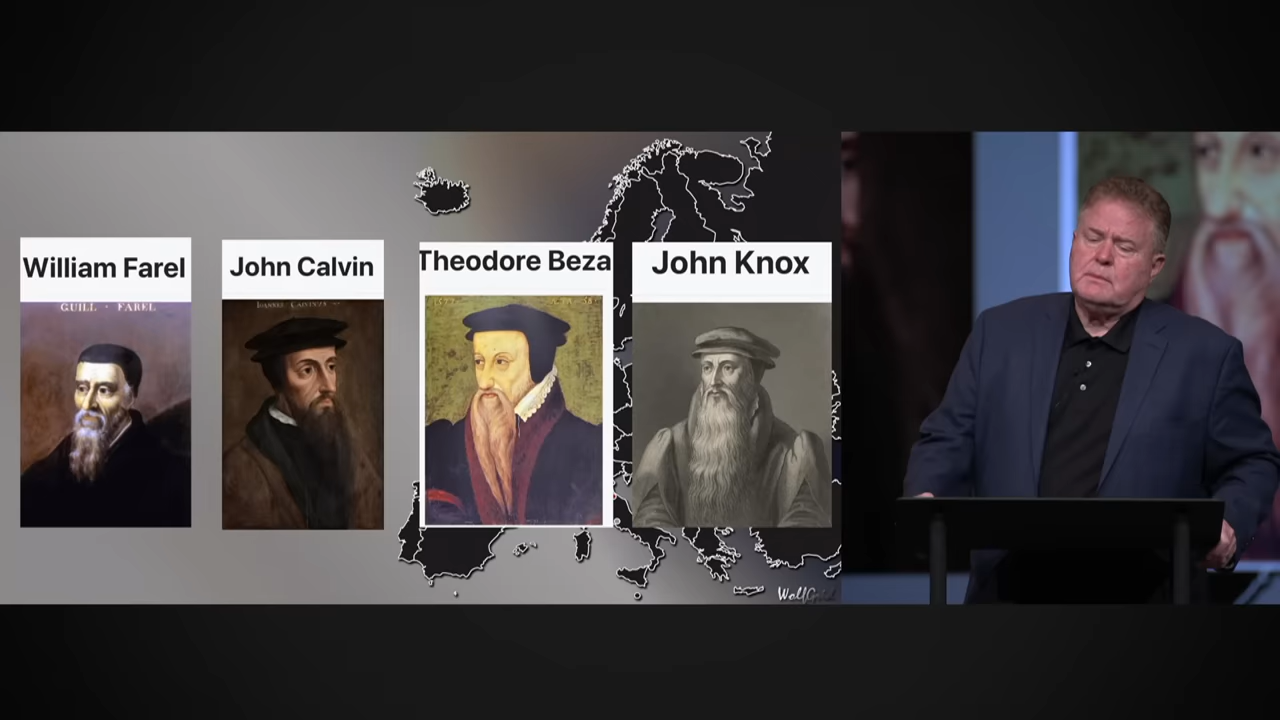 William Farel
John Calvin
Theodore Beza
John Knox
GUILL · FAREL